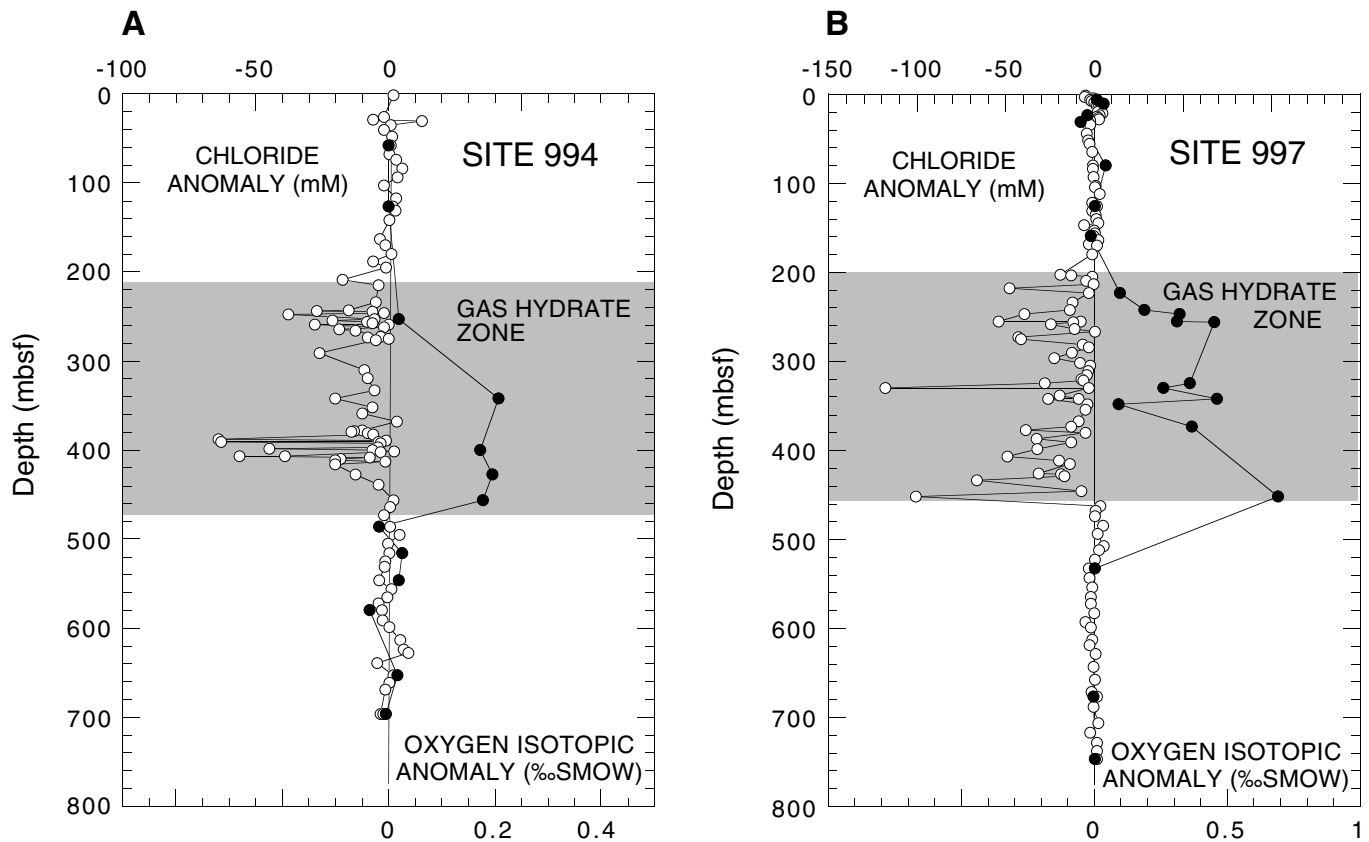 A
-100 -50 0
0
100
200
300
400
500
600
700
800
Depth (mbsf)
CHLORIDE
ANOMALY (mM)
SITE 994
GAS HYDRATE
ZONE
OXYGEN ISOTOPIC
ANOMALY (‰SMOW)
0 0.2 0.4
B
-150 -100 -50 0
0
100
200
300
400
500
600
700
800
Depth (mbsf)
CHLORIDE
ANOMALY (mM)
SITE 997
GAS HYDRATE
ZONE
OXYGEN ISOTOPIC
ANOMALY (‰SMOW)
0 0.5 1